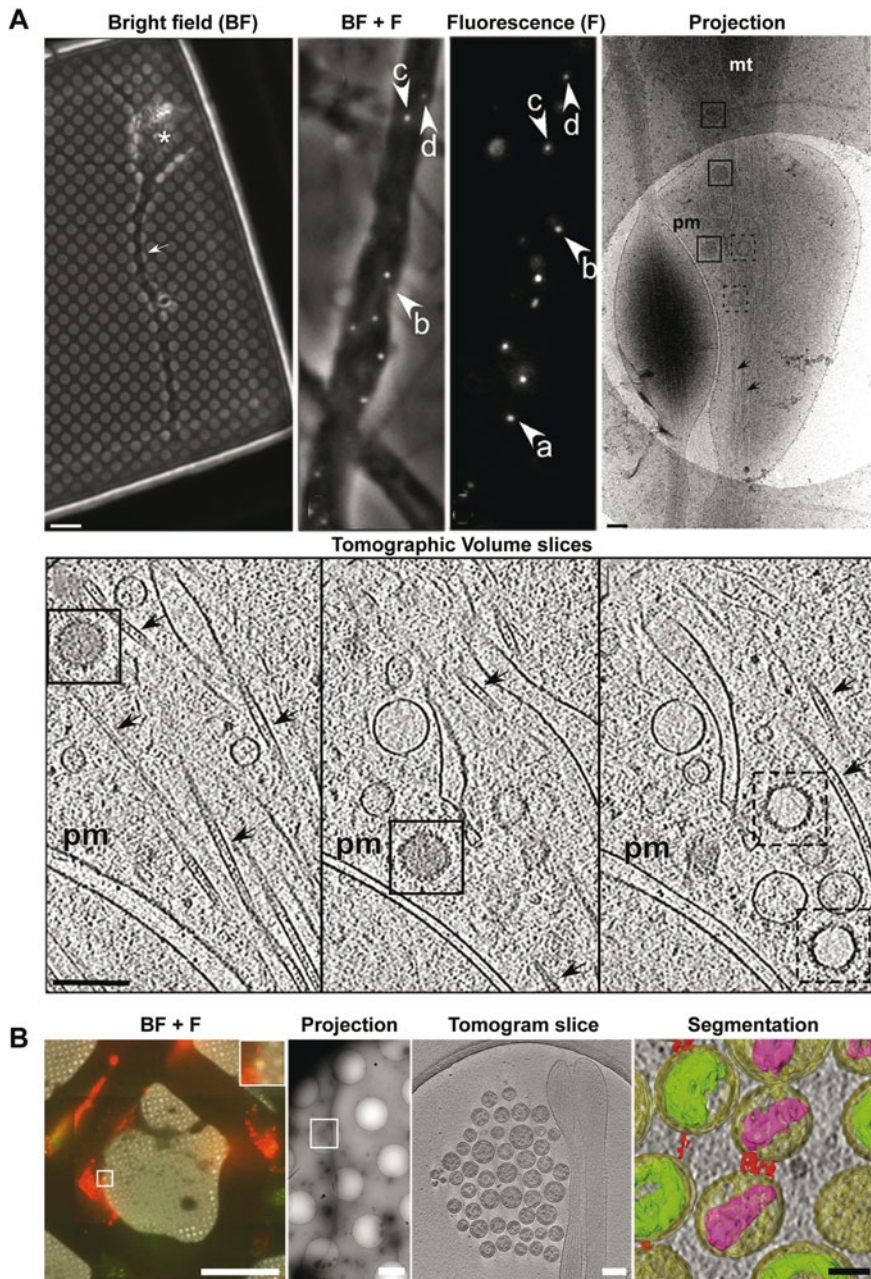 A
Bright field (BF)
BF + F
Fluorescence (F)
Projection
*
c
d
b
c
d
b
a
mt
pm
Tomographic Volume slices
pm
pm
pm
B
BF + F
Projection
Tomogram slice
Segmentation